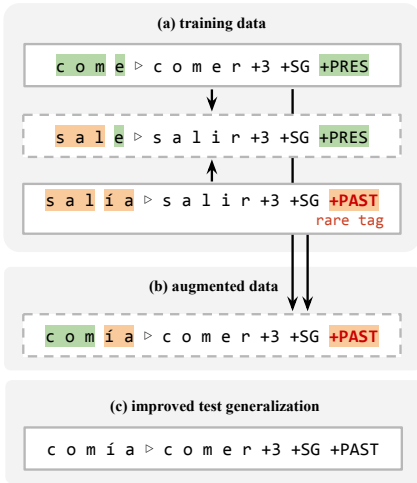 (a) training data
c o m e ▷ c o m e r +3 +SG +PRES
s a l e ▷ s a l i r +3 +SG +PRES
s a l í a ▷ s a l i r +3 +SG +PAST
rare tag
(b) augmented data
c o m í a ▷ c o m e r +3 +SG +PAST
(c) improved test generalization
c o m í a ▷ c o m e r +SG +PAST